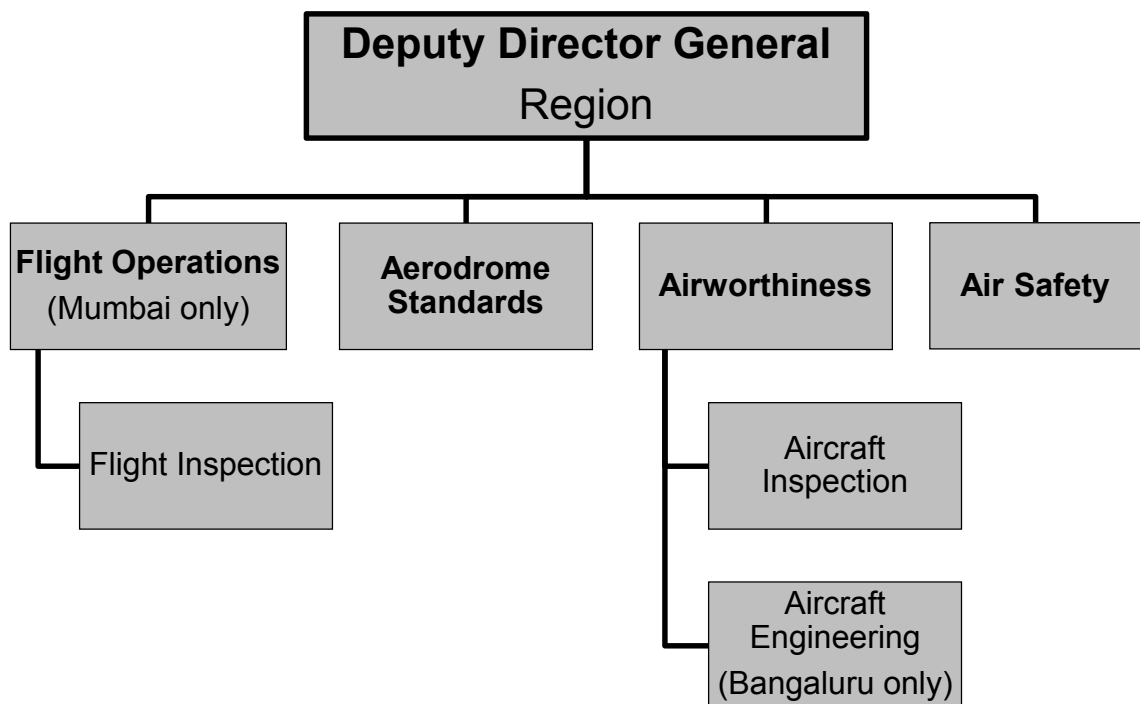 Deputy Director General
Region
Flight Operations
(Mumbai only)
Aerodrome
Standards
Airworthiness
Air Safety
Flight Inspection
Aircraft
Inspection
Aircraft
Engineering
(Bangaluru only)